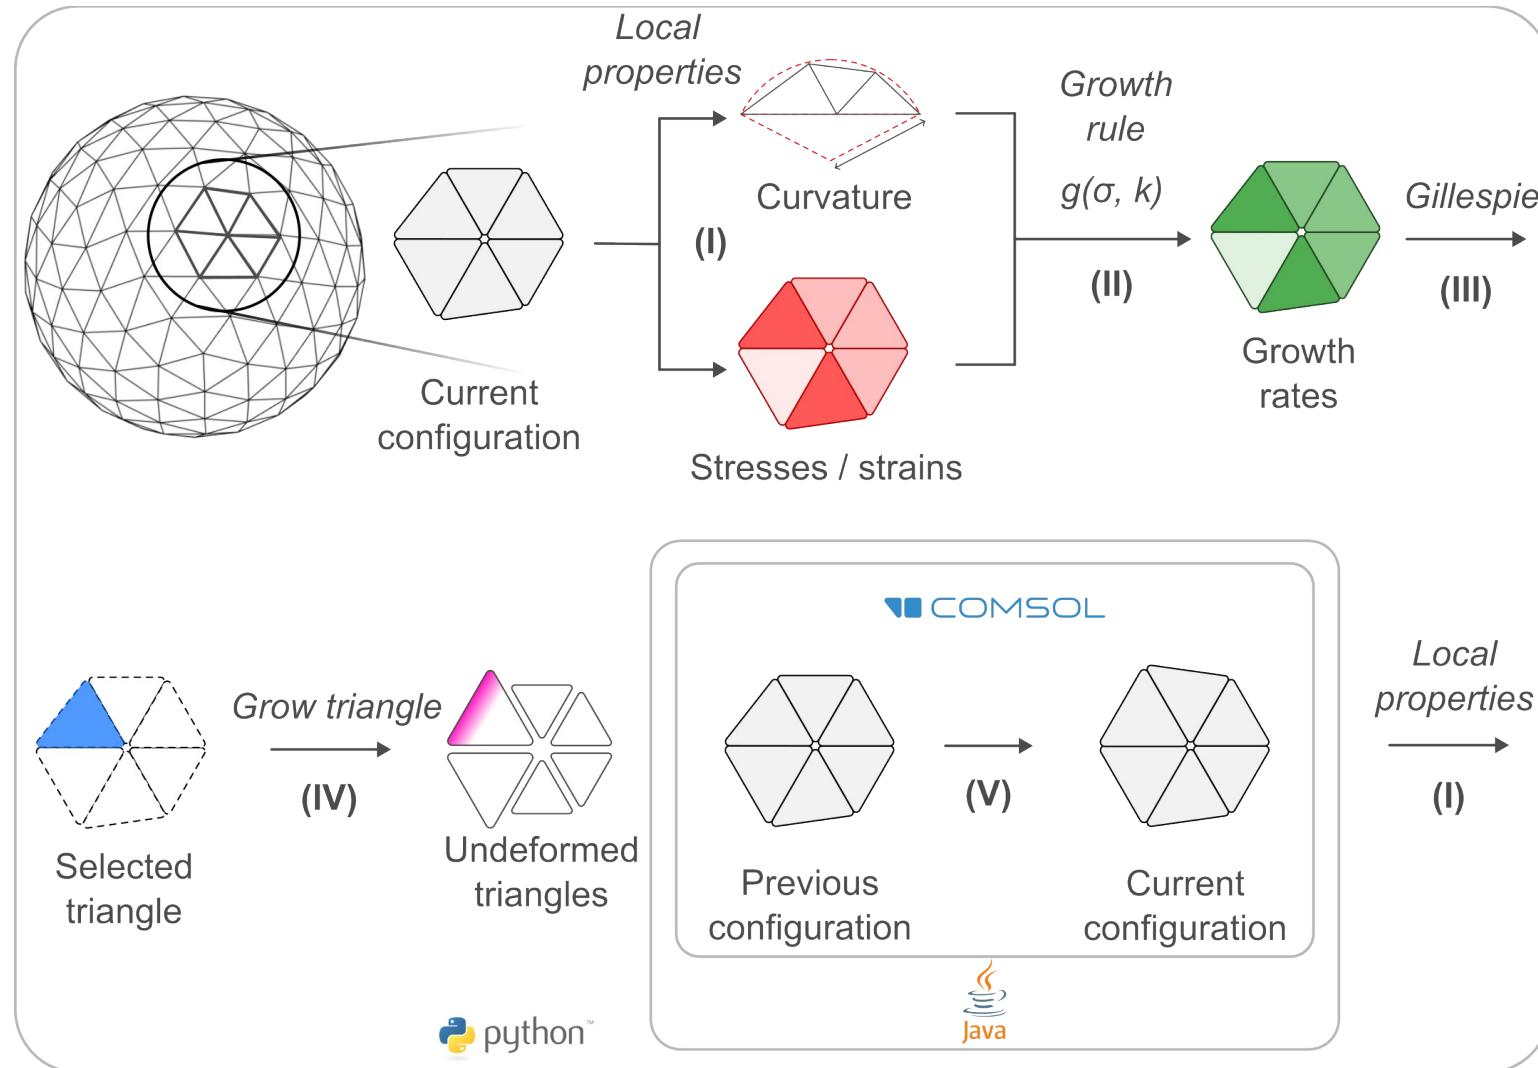 Local
properties
Growth
rule
g(σ, k)
Curvature
(I)
Gillespie
(II)
(III)
Current
configuration
Growth
rates
Stresses / strains
COMSOL
Local
properties
Grow triangle
(IV)
(V)
(I)
Selected
triangle
Undeformed
triangles
Previous
configuration
Current
configuration
python™
Java